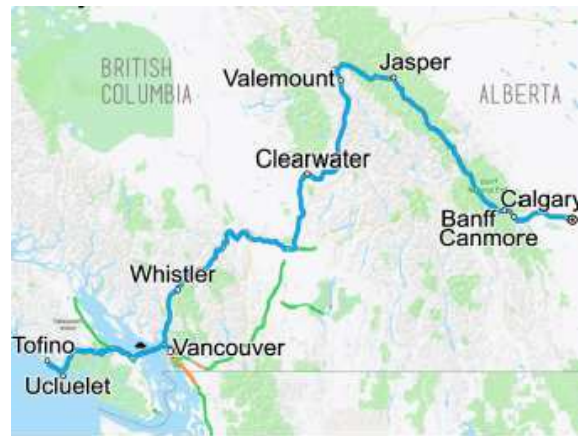 BRITISH
COLUMBIA
Valemount
Jasper
ALBERTA
Clearwater
Calgary
Banff
Canmore
Whistler
Tofino
Vancouver
Ucluelet